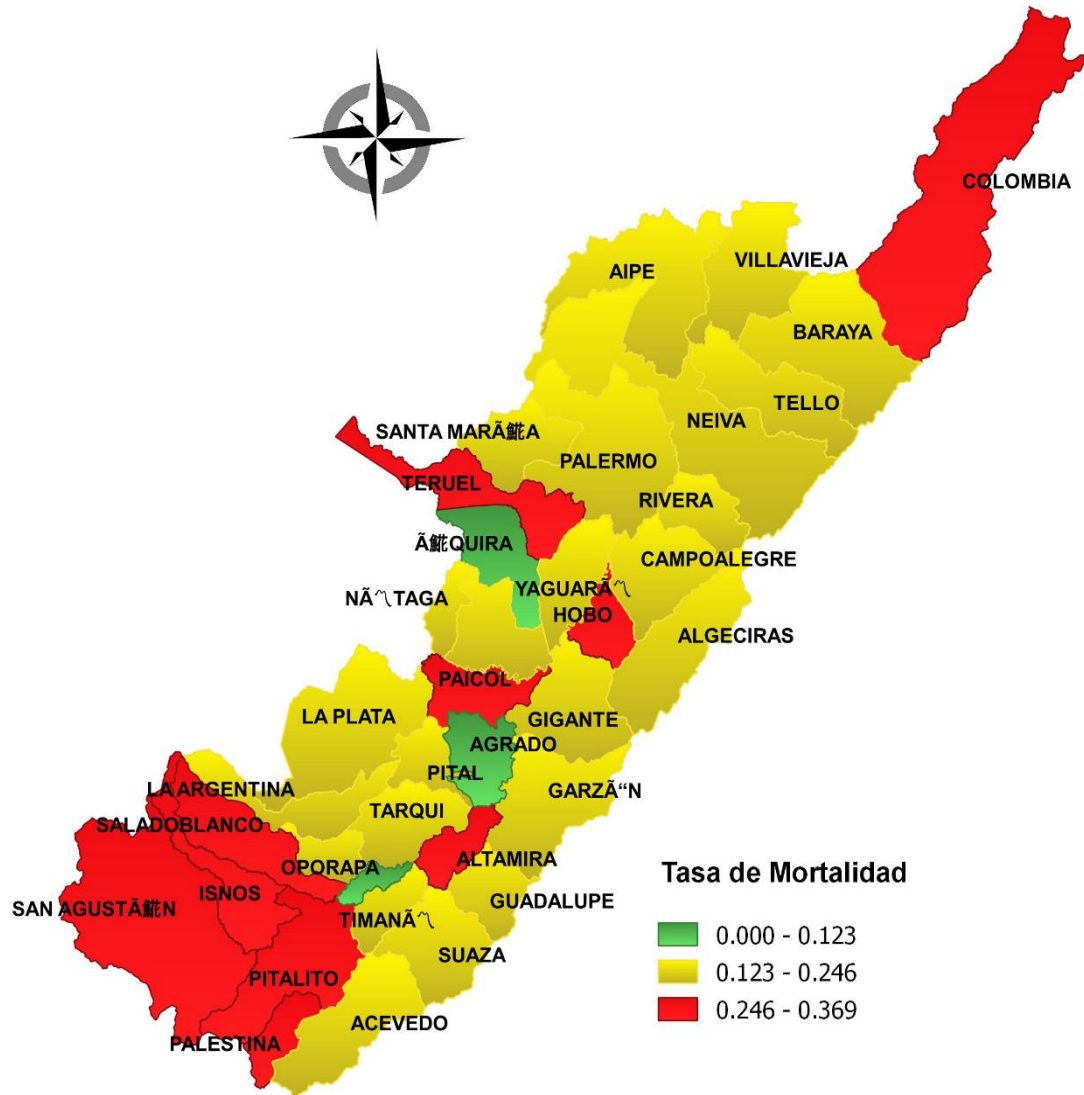 COLOMBIA
VILLAVIEJA
AIPE
BARAYA
TELLO
NEIVA
SANTA MARÃ鮔A
PALERMO
TERUEL
RIVERA
Ã鮔QUIRA
CAMPOALEGRE
YAGUARÃ〽
NÃ〽TAGA
HOBO
ALGECIRAS
PAICOL
LA PLATA
GIGANTE
AGRADO
PITAL
GARZÃ“N
LA ARGENTINA
TARQUI
SALADOBLANCO
ALTAMIRA
OPORAPA
ISNOS
GUADALUPE
SAN AGUSTÃ鮔N
TIMANÃ〽
SUAZA
PITALITO
ACEVEDO
PALESTINA
Tasa de Mortalidad
0.000 - 0.123
0.123 - 0.246
0.246 - 0.369